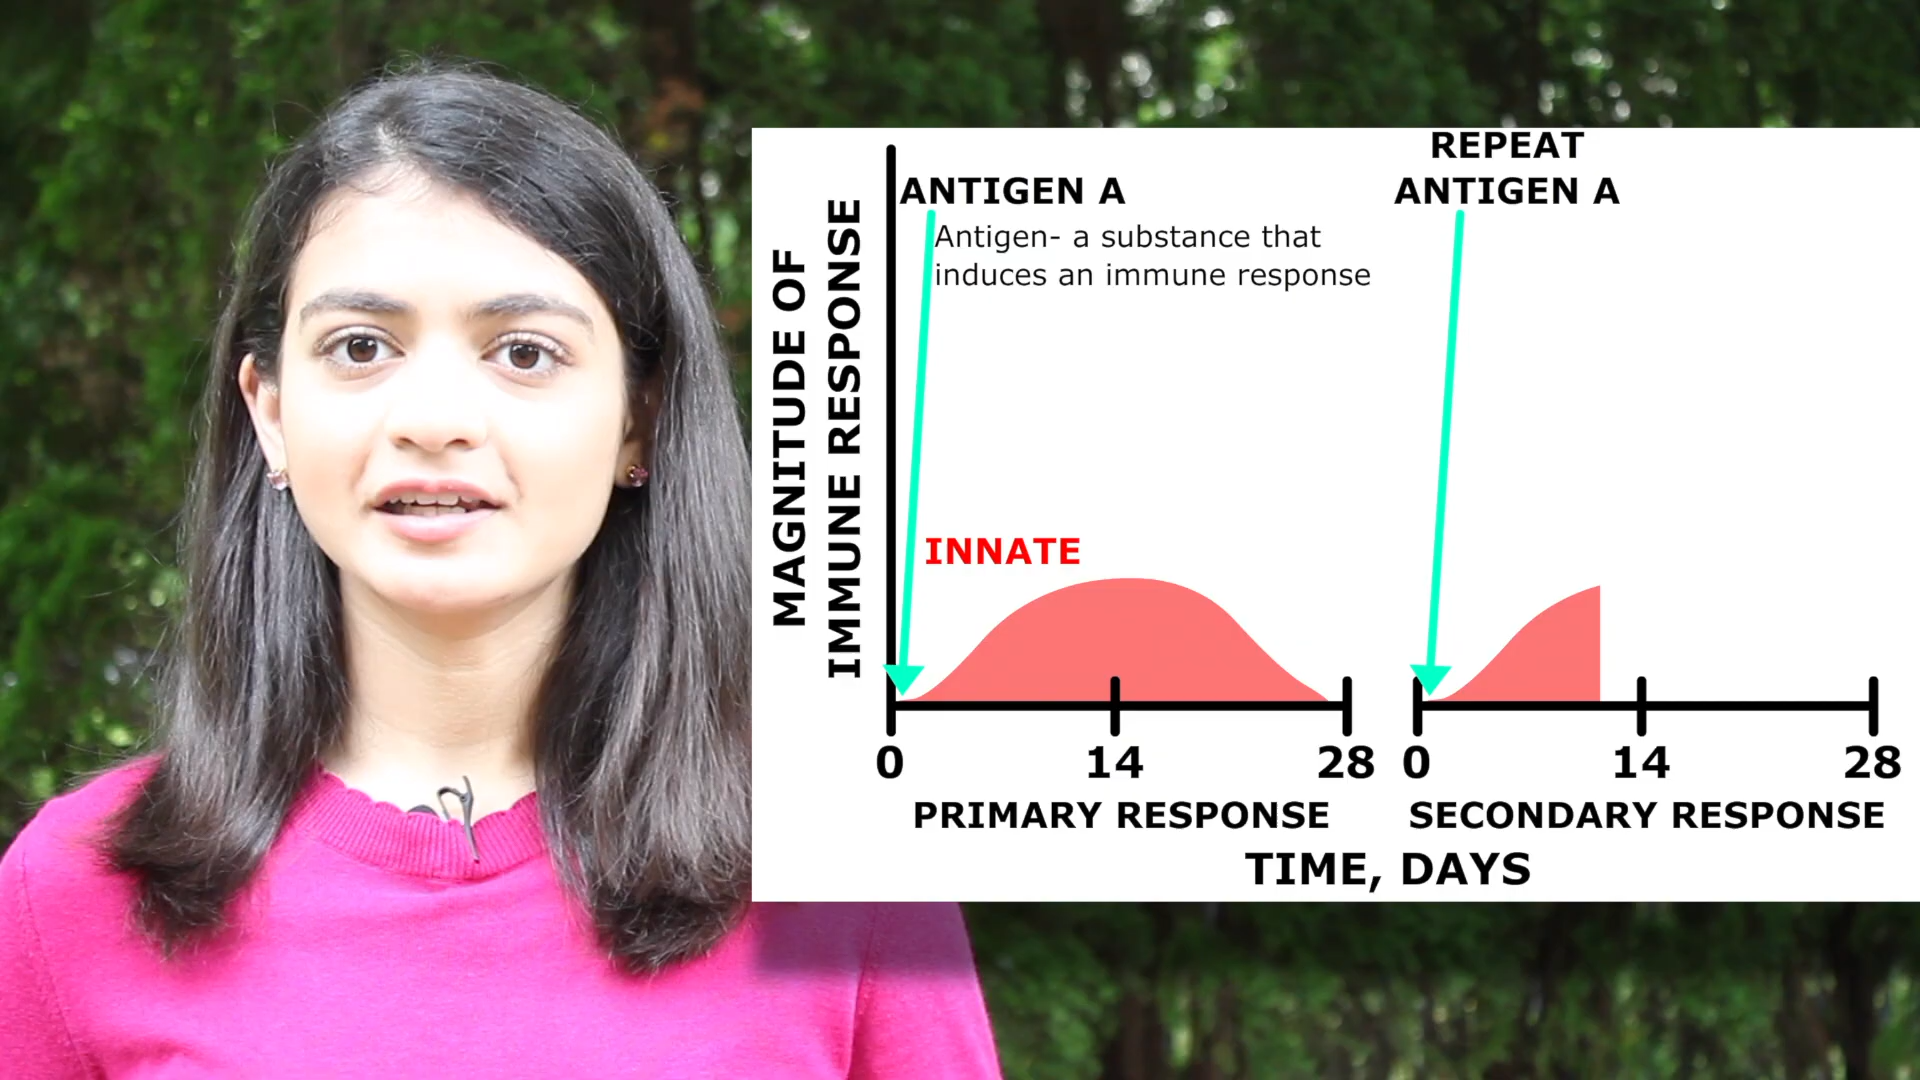 REPEAT
ANTIGEN A
ANTIGEN A
Antigen- a substance that
induces an immune response
MAGNITUDE OF
IMMUNE RESPONSE
INNATE
0 14 28 0 14 28
PRIMARY RESPONSE SECONDARY RESPONSE
TIME, DAYS